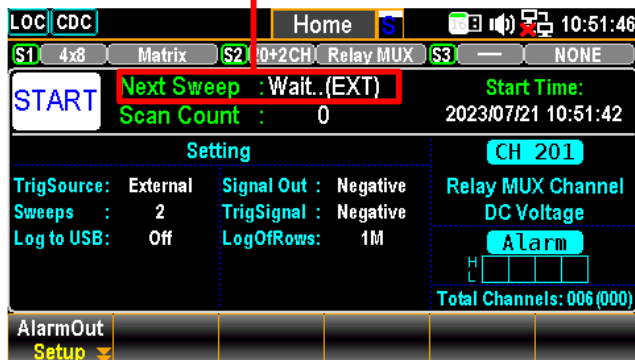 LOC CDC Home S 16 10:51:46
S1 4x8 Matrix S2 20+2CH Relay MUX S3 — NONE
START Next Sweep : Wait..(EXT) Start Time:
Scan Count : 0 2023/07/21 10:51:42
Setting CH 201
TrigSource: External Signal Out : Negative Relay MUX Channel
Sweeps : 2 TrigSignal : Negative DC Voltage
Log to USB: Off LogOfRows: 1M Alarm
H
L
Total Channels: 006(000)
AlarmOut
Setup